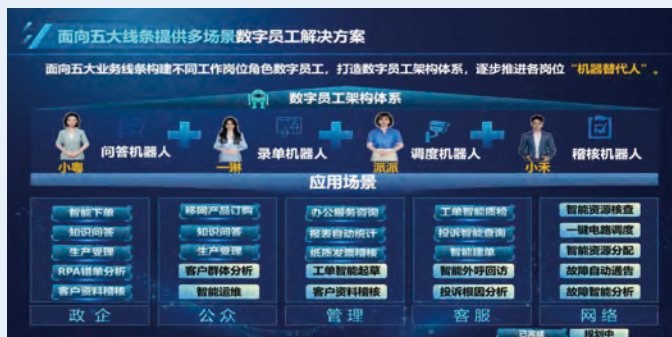 面向五大线条提供多场景数字员工解决方案
面向五大业务线条构建不同工作岗位角色数字员工，打造数字员工架构体系，逐步推进各岗位“机器替代人”。
数字员工架构体系
小粤 问答机器人 一琳 录单机器人 派派 调度机器人 小未 稽核机器人
应用场景
智能下单 移网产品订购 办公服务咨询 工单智能质检 智能资源核查
知识问答 知识问答 报表自动统计 投诉智能查询 一键电路调度
生产受理 生产受理 纸质发票稽核 智能建单 智能资源分配
RPA错单分析 客户群体分析 工单智能起草 智能外呼回访 故障自动通告
客户资料稽核 智能运维 客户资料稽核 投诉根因分析 故障智能分析
政企 公众 管理 客服 网络
已完成 规划中